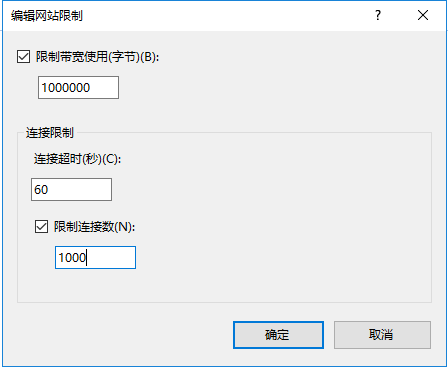 编辑网站限制
?
限制带宽使用(字节)(B):
1000000
连接限制
连接超时(秒)(C):
60
限制连接数(N):
1000
确定
取消